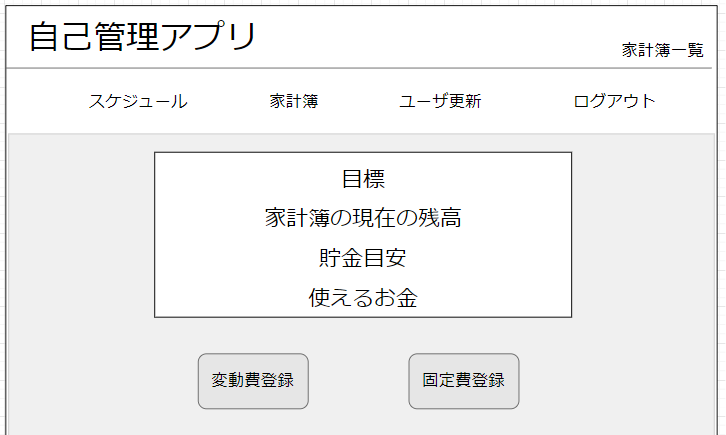 自己管理アプリ
家計簿一覧
スケジュール 家計簿 ユーザ更新 ログアウト
目標
家計簿の現在の残高
貯金目安
使えるお金
変動費登録 固定費登録